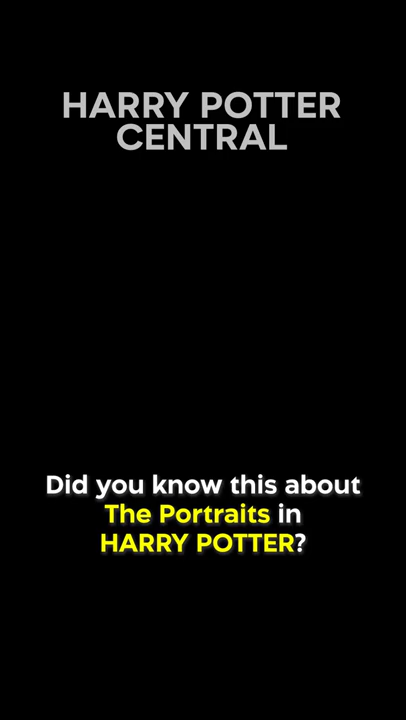 HARRY POTTER
CENTRAL
Did you know this about
The Portraits in
HARRY POTTER?